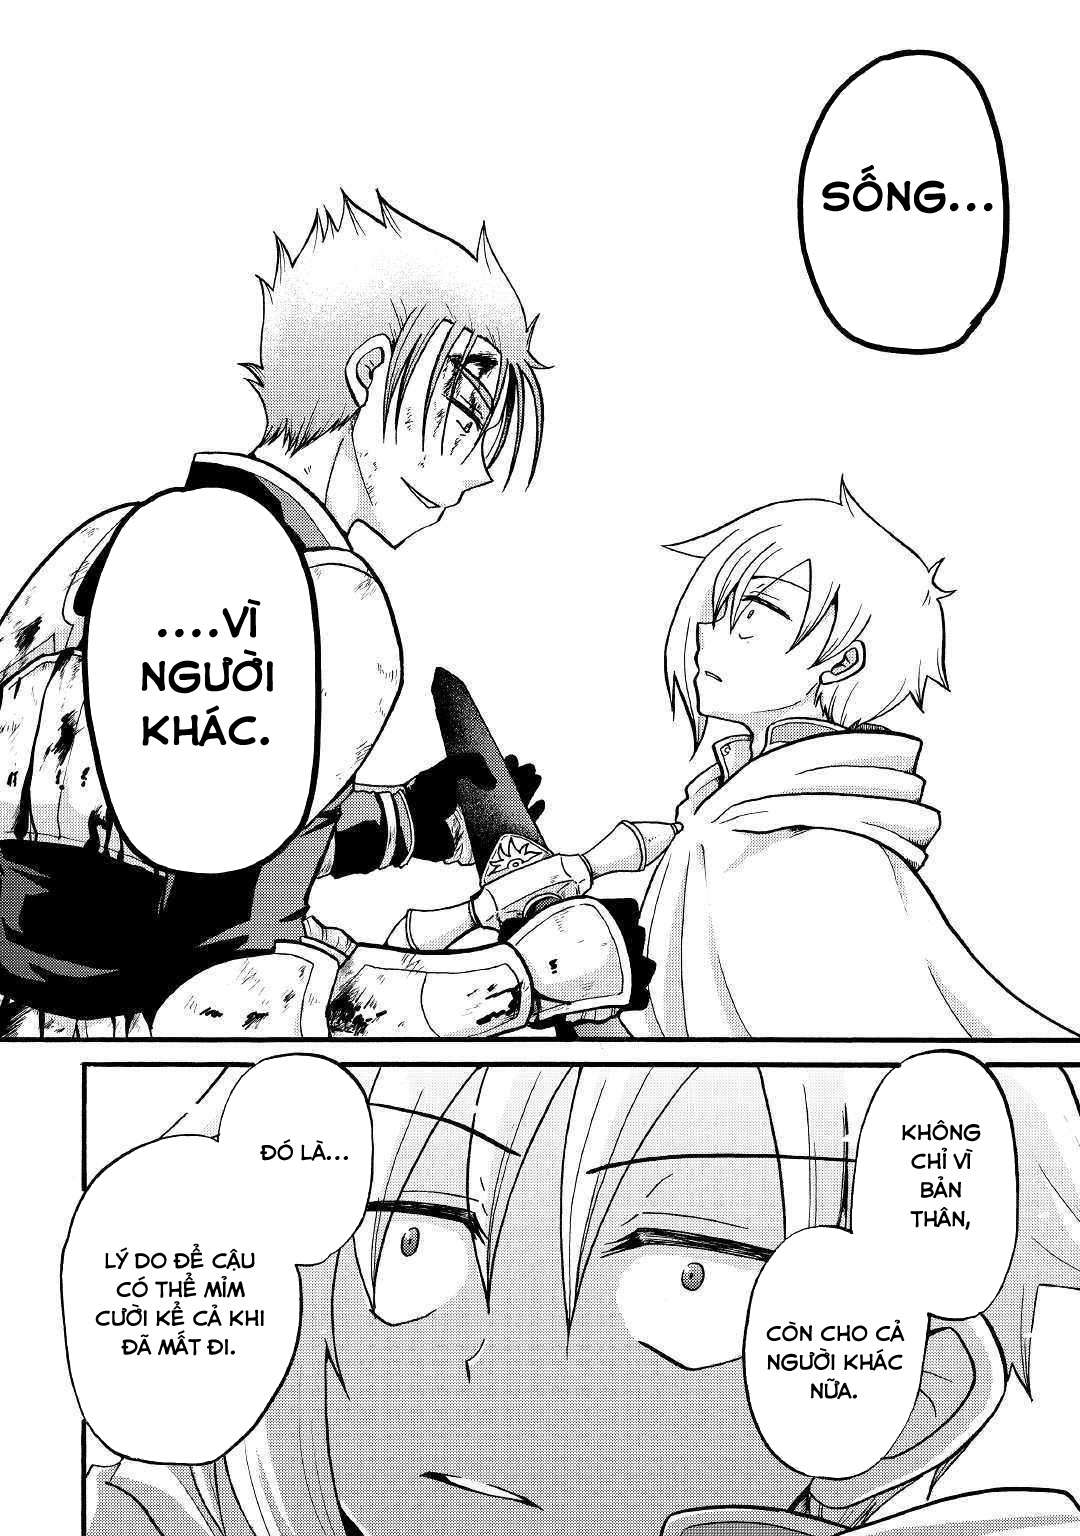 SỐNG...
....VÌ
NGƯỜI
KHÁC.
KHÔNG
CHỈ VÌ
BẢN
THÂN,
CÒN CHO CẢ
NGƯỜI KHÁC
NỮA.
ĐÓ LÀ...
LÝ DO ĐỂ CẬU
CÓ THỂ MỈM
CƯỜI KỂ CẢ KHI
ĐÃ MẤT ĐI.